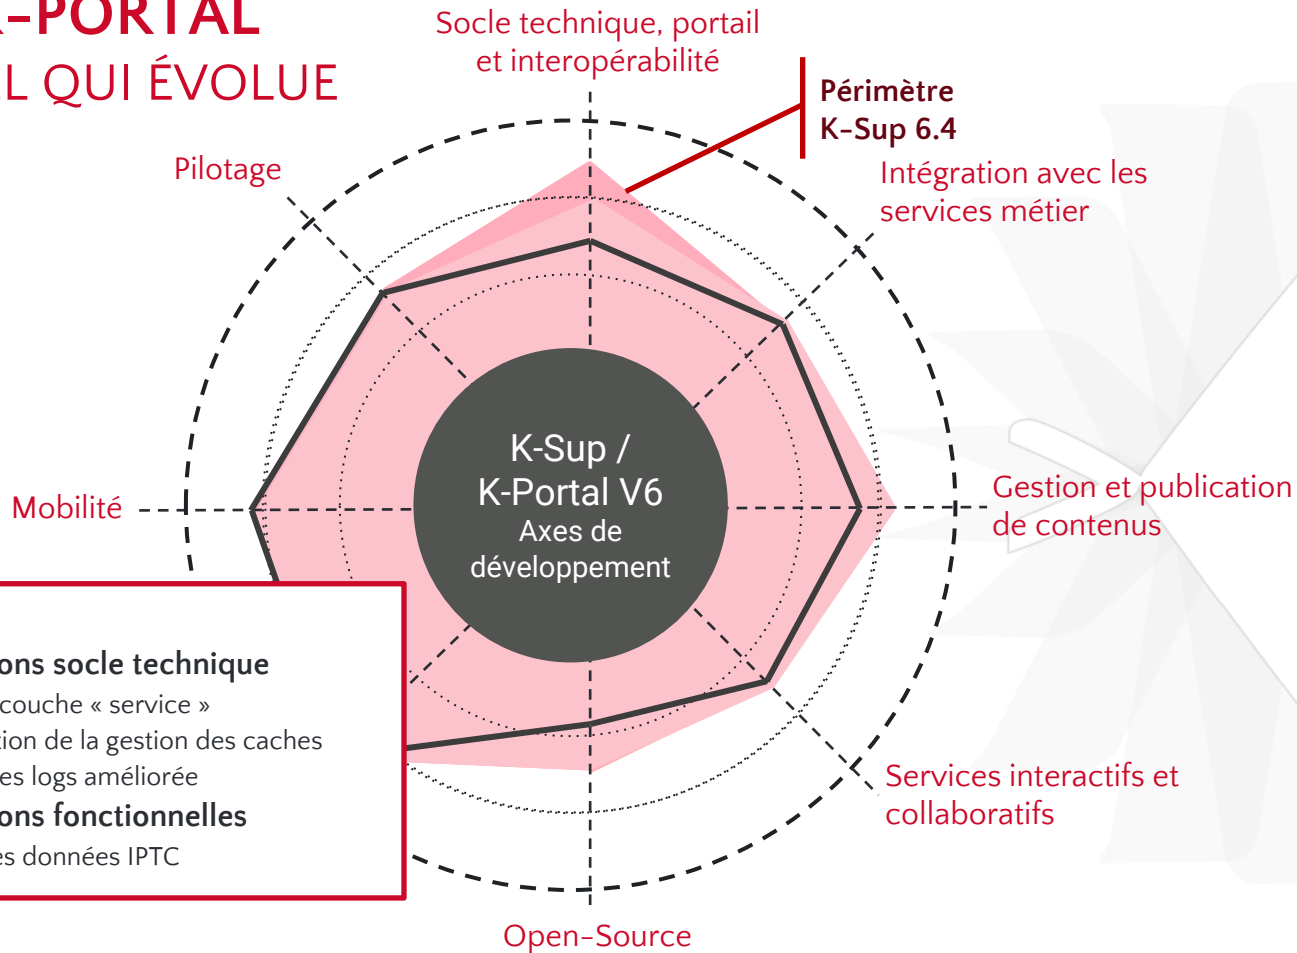 K-PORTAL
L QUI ÉVOLUE
Socle technique, portail
et interopérabilité
Périmètre
K-Sup 6.4
Pilotage
Intégration avec les
services métier
K-Sup /
K-Portal V6
Axes de
développement
Mobilité
Gestion et publication
de contenus
ons socle technique
couche « service »
tion de la gestion des caches
es logs améliorée
ons fonctionnelles
es données IPTC
Services interactifs et
collaboratifs
Open-Source